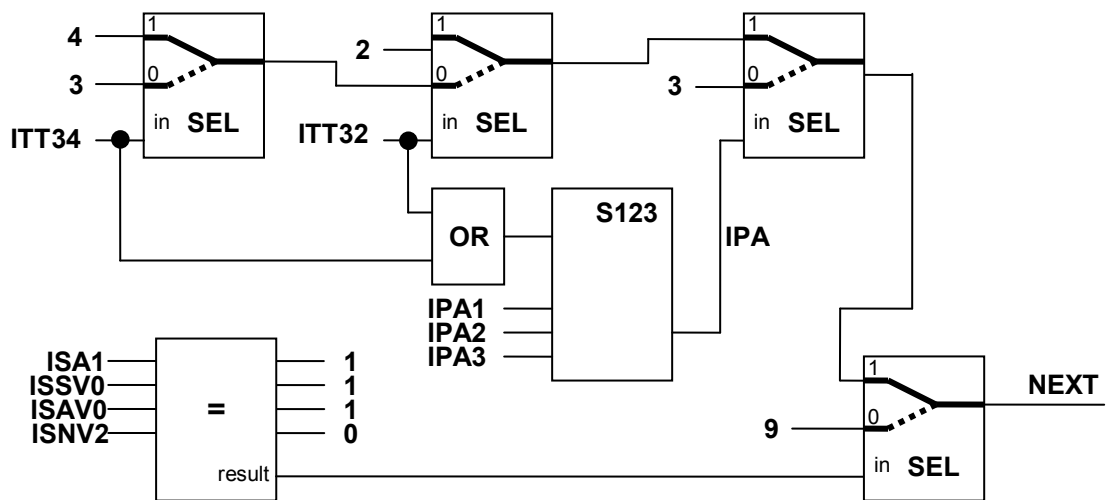 4 1 2 1 1
3 0 0 3 0
ITT34 in SEL ITT32 in SEL in SEL
S123
OR IPA
IPA1
IPA2
IPA3
ISA1 1
ISSV0 1 1 NEXT
ISAV0 = 1
ISNV2 0 9 0
result in SEL